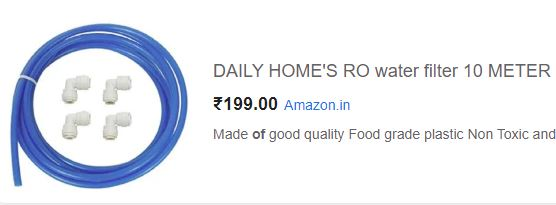 DAILY HOME'S RO water filter 10 METER
₹199.00 Amazon.in
Made of good quality Food grade plastic Non Toxic and